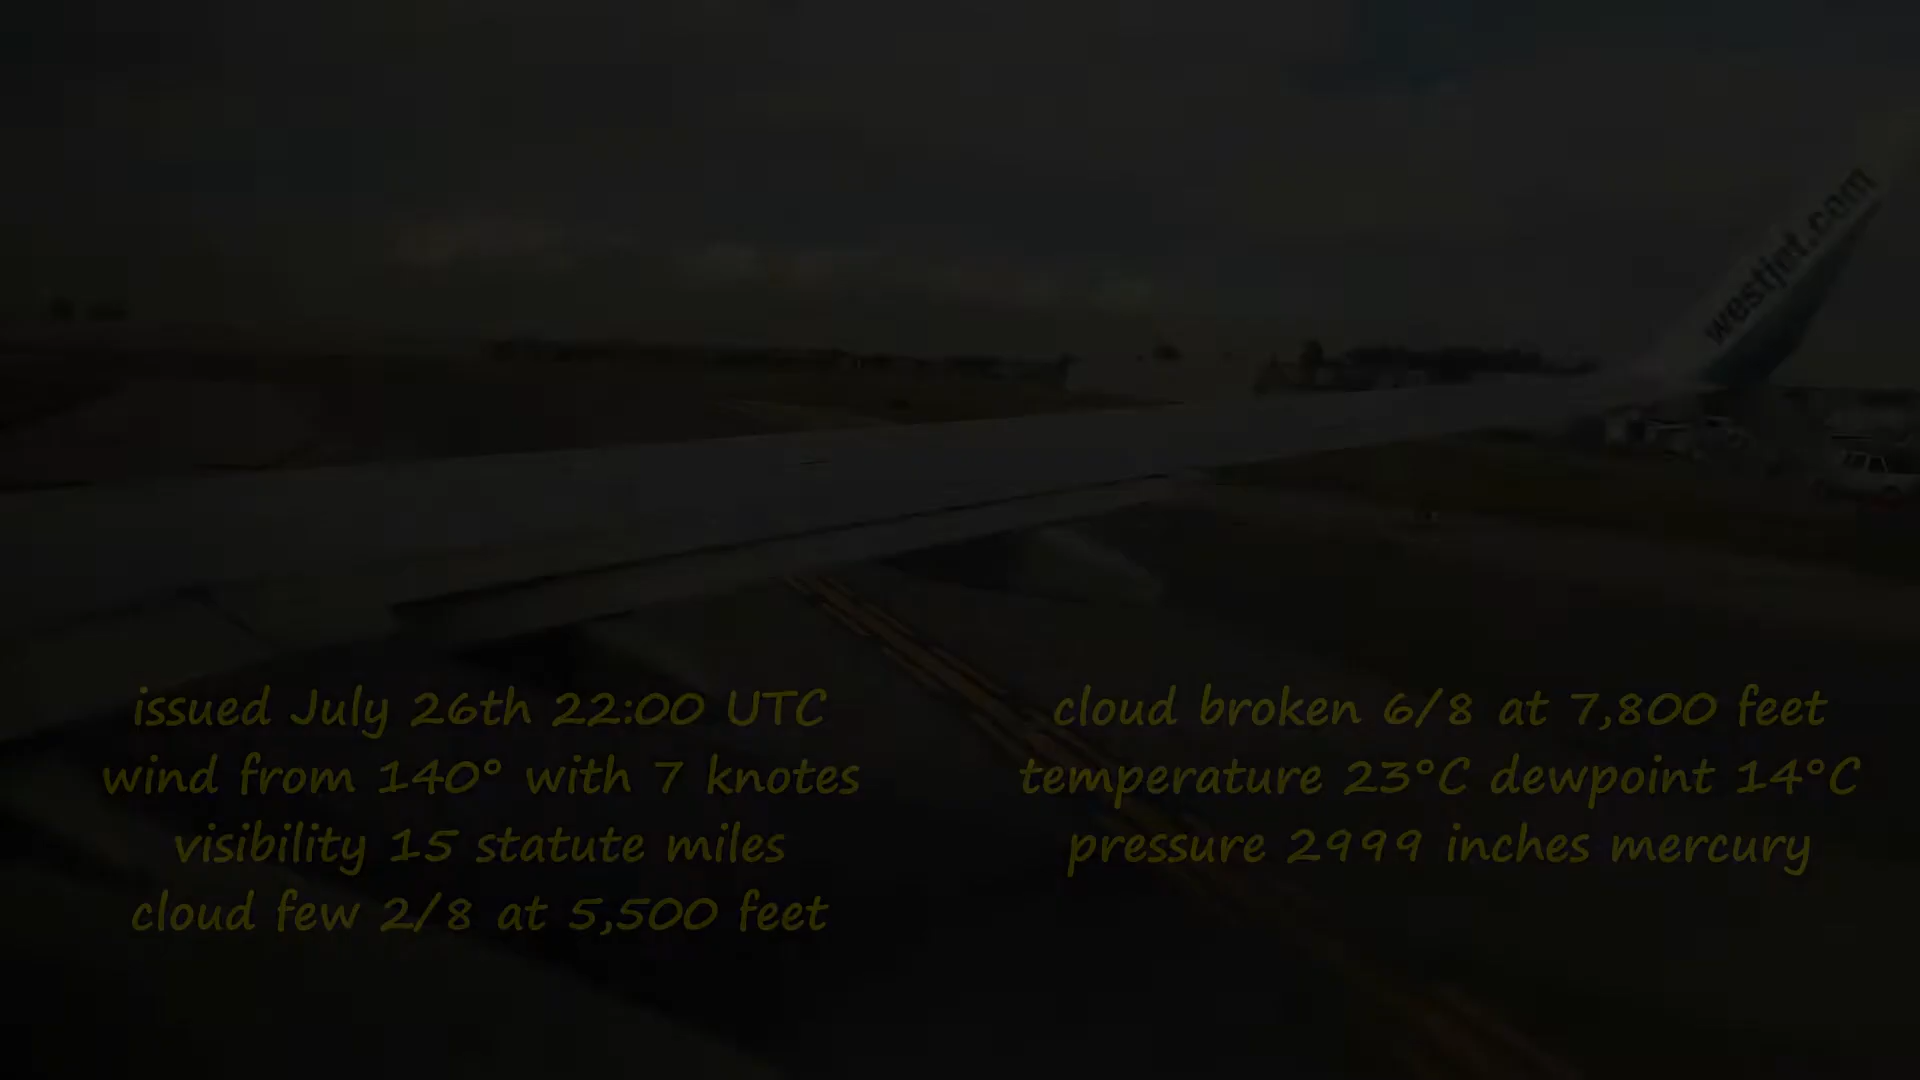 westjet.com
issued July 26th 22:00 UTC
wind from 140° with 7 knotes
visibility 15 statute miles
cloud few 2/8 at 5,500 feet
cloud broken 6/8 at 7,800 feet
temperature 23°C dewpoint 14°C
pressure 2999 inches mercury